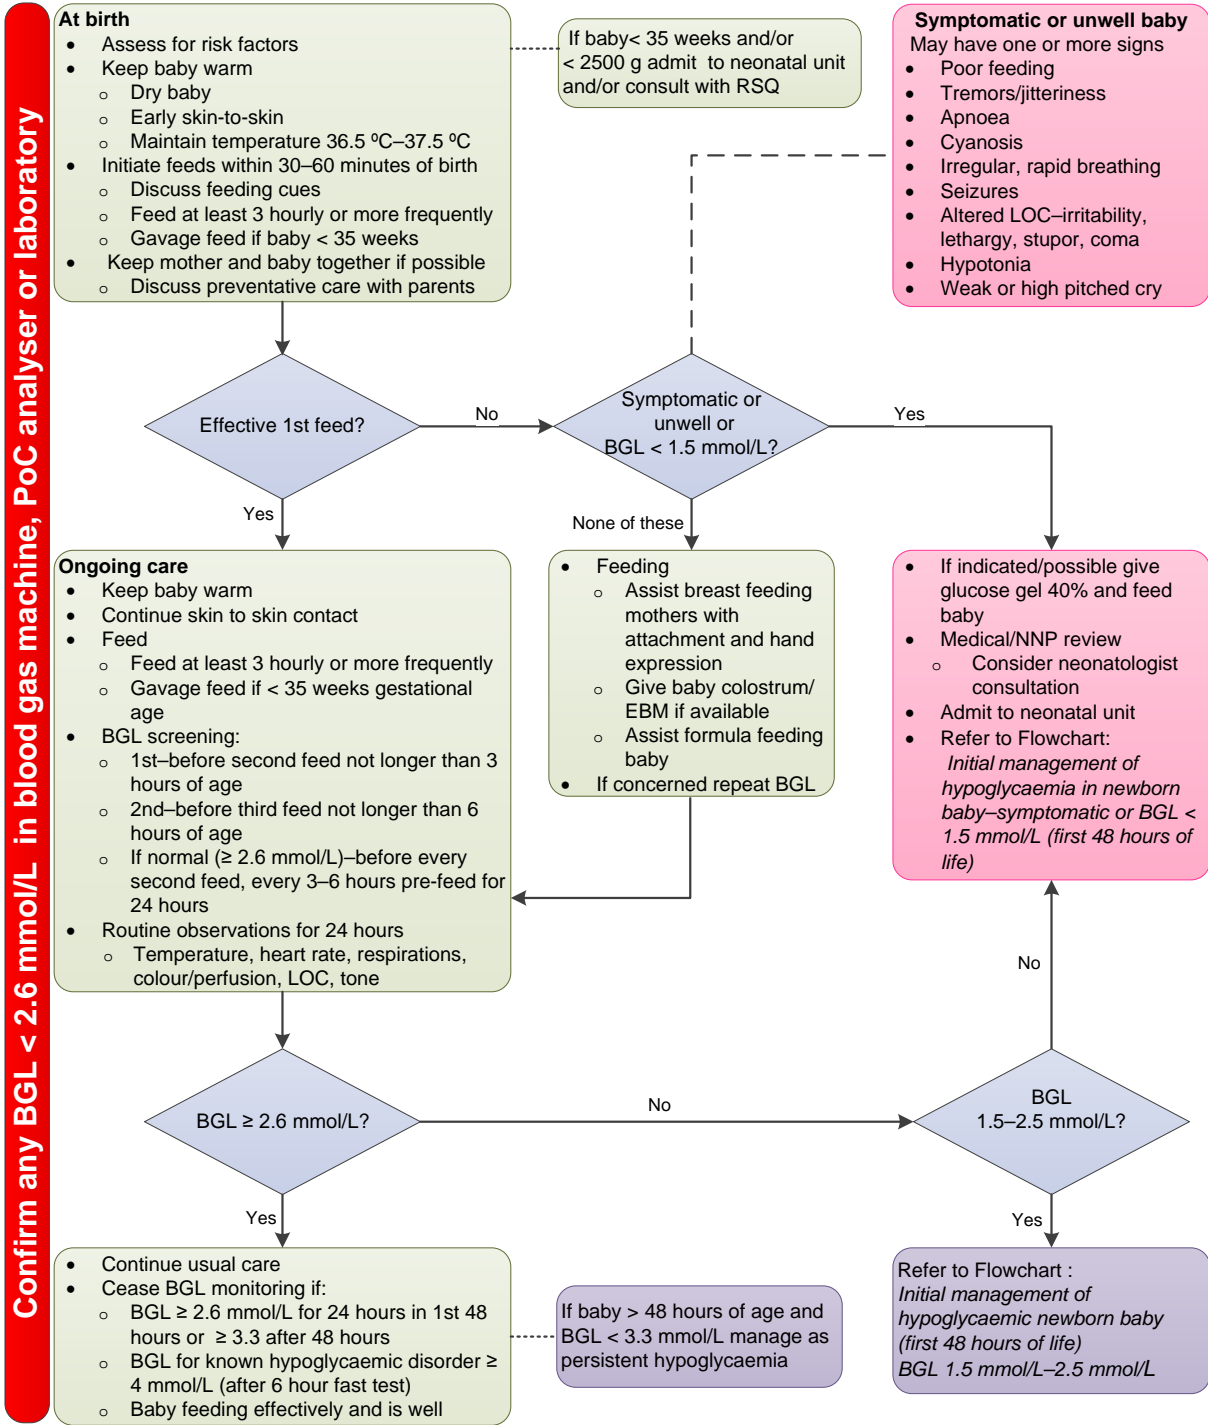 Confirm any BGL < 2.6 mmol/L in blood gas machine, PoC analyser or laboratory
At birth
• Assess for risk factors
• Keep baby warm
o Dry baby
o Early skin-to-skin
o Maintain temperature 36.5 ºC–37.5 ºC
• Initiate feeds within 30–60 minutes of birth
o Discuss feeding cues
o Feed at least 3 hourly or more frequently
o Gavage feed if baby < 35 weeks
• Keep mother and baby together if possible
o Discuss preventative care with parents
If baby< 35 weeks and/or
< 2500 g admit to neonatal unit
and/or consult with RSQ
Symptomatic or unwell baby
May have one or more signs
• Poor feeding
• Tremors/jitteriness
• Apnoea
• Cyanosis
• Irregular, rapid breathing
• Seizures
• Altered LOC–irritability,
lethargy, stupor, coma
• Hypotonia
• Weak or high pitched cry
Effective 1st feed?
No
Symptomatic or
unwell or
BGL < 1.5 mmol/L?
Yes
Yes
None of these
Ongoing care
• Keep baby warm
• Continue skin to skin contact
• Feed
o Feed at least 3 hourly or more frequently
o Gavage feed if < 35 weeks gestational
age
• BGL screening:
o 1st–before second feed not longer than 3
hours of age
o 2nd–before third feed not longer than 6
hours of age
o If normal (≥ 2.6 mmol/L)–before every
second feed, every 3–6 hours pre-feed for
24 hours
• Routine observations for 24 hours
o Temperature, heart rate, respirations,
colour/perfusion, LOC, tone
• Feeding
o Assist breast feeding
mothers with
attachment and hand
expression
o Give baby colostrum/
EBM if available
o Assist formula feeding
baby
• If concerned repeat BGL
• If indicated/possible give
glucose gel 40% and feed
baby
• Medical/NNP review
o Consider neonatologist
consultation
• Admit to neonatal unit
• Refer to Flowchart:
Initial management of
hypoglycaemia in newborn
baby–symptomatic or BGL <
1.5 mmol/L (first 48 hours of
life)
No
BGL ≥ 2.6 mmol/L?
No
BGL
1.5–2.5 mmol/L?
Yes
Yes
• Continue usual care
• Cease BGL monitoring if:
o BGL ≥ 2.6 mmol/L for 24 hours in 1st 48
hours or ≥ 3.3 after 48 hours
o BGL for known hypoglycaemic disorder ≥
4 mmol/L (after 6 hour fast test)
o Baby feeding effectively and is well
If baby > 48 hours of age and
BGL < 3.3 mmol/L manage as
persistent hypoglycaemia
Refer to Flowchart :
Initial management of
hypoglycaemic newborn baby
(first 48 hours of life)
BGL 1.5 mmol/L–2.5 mmol/L